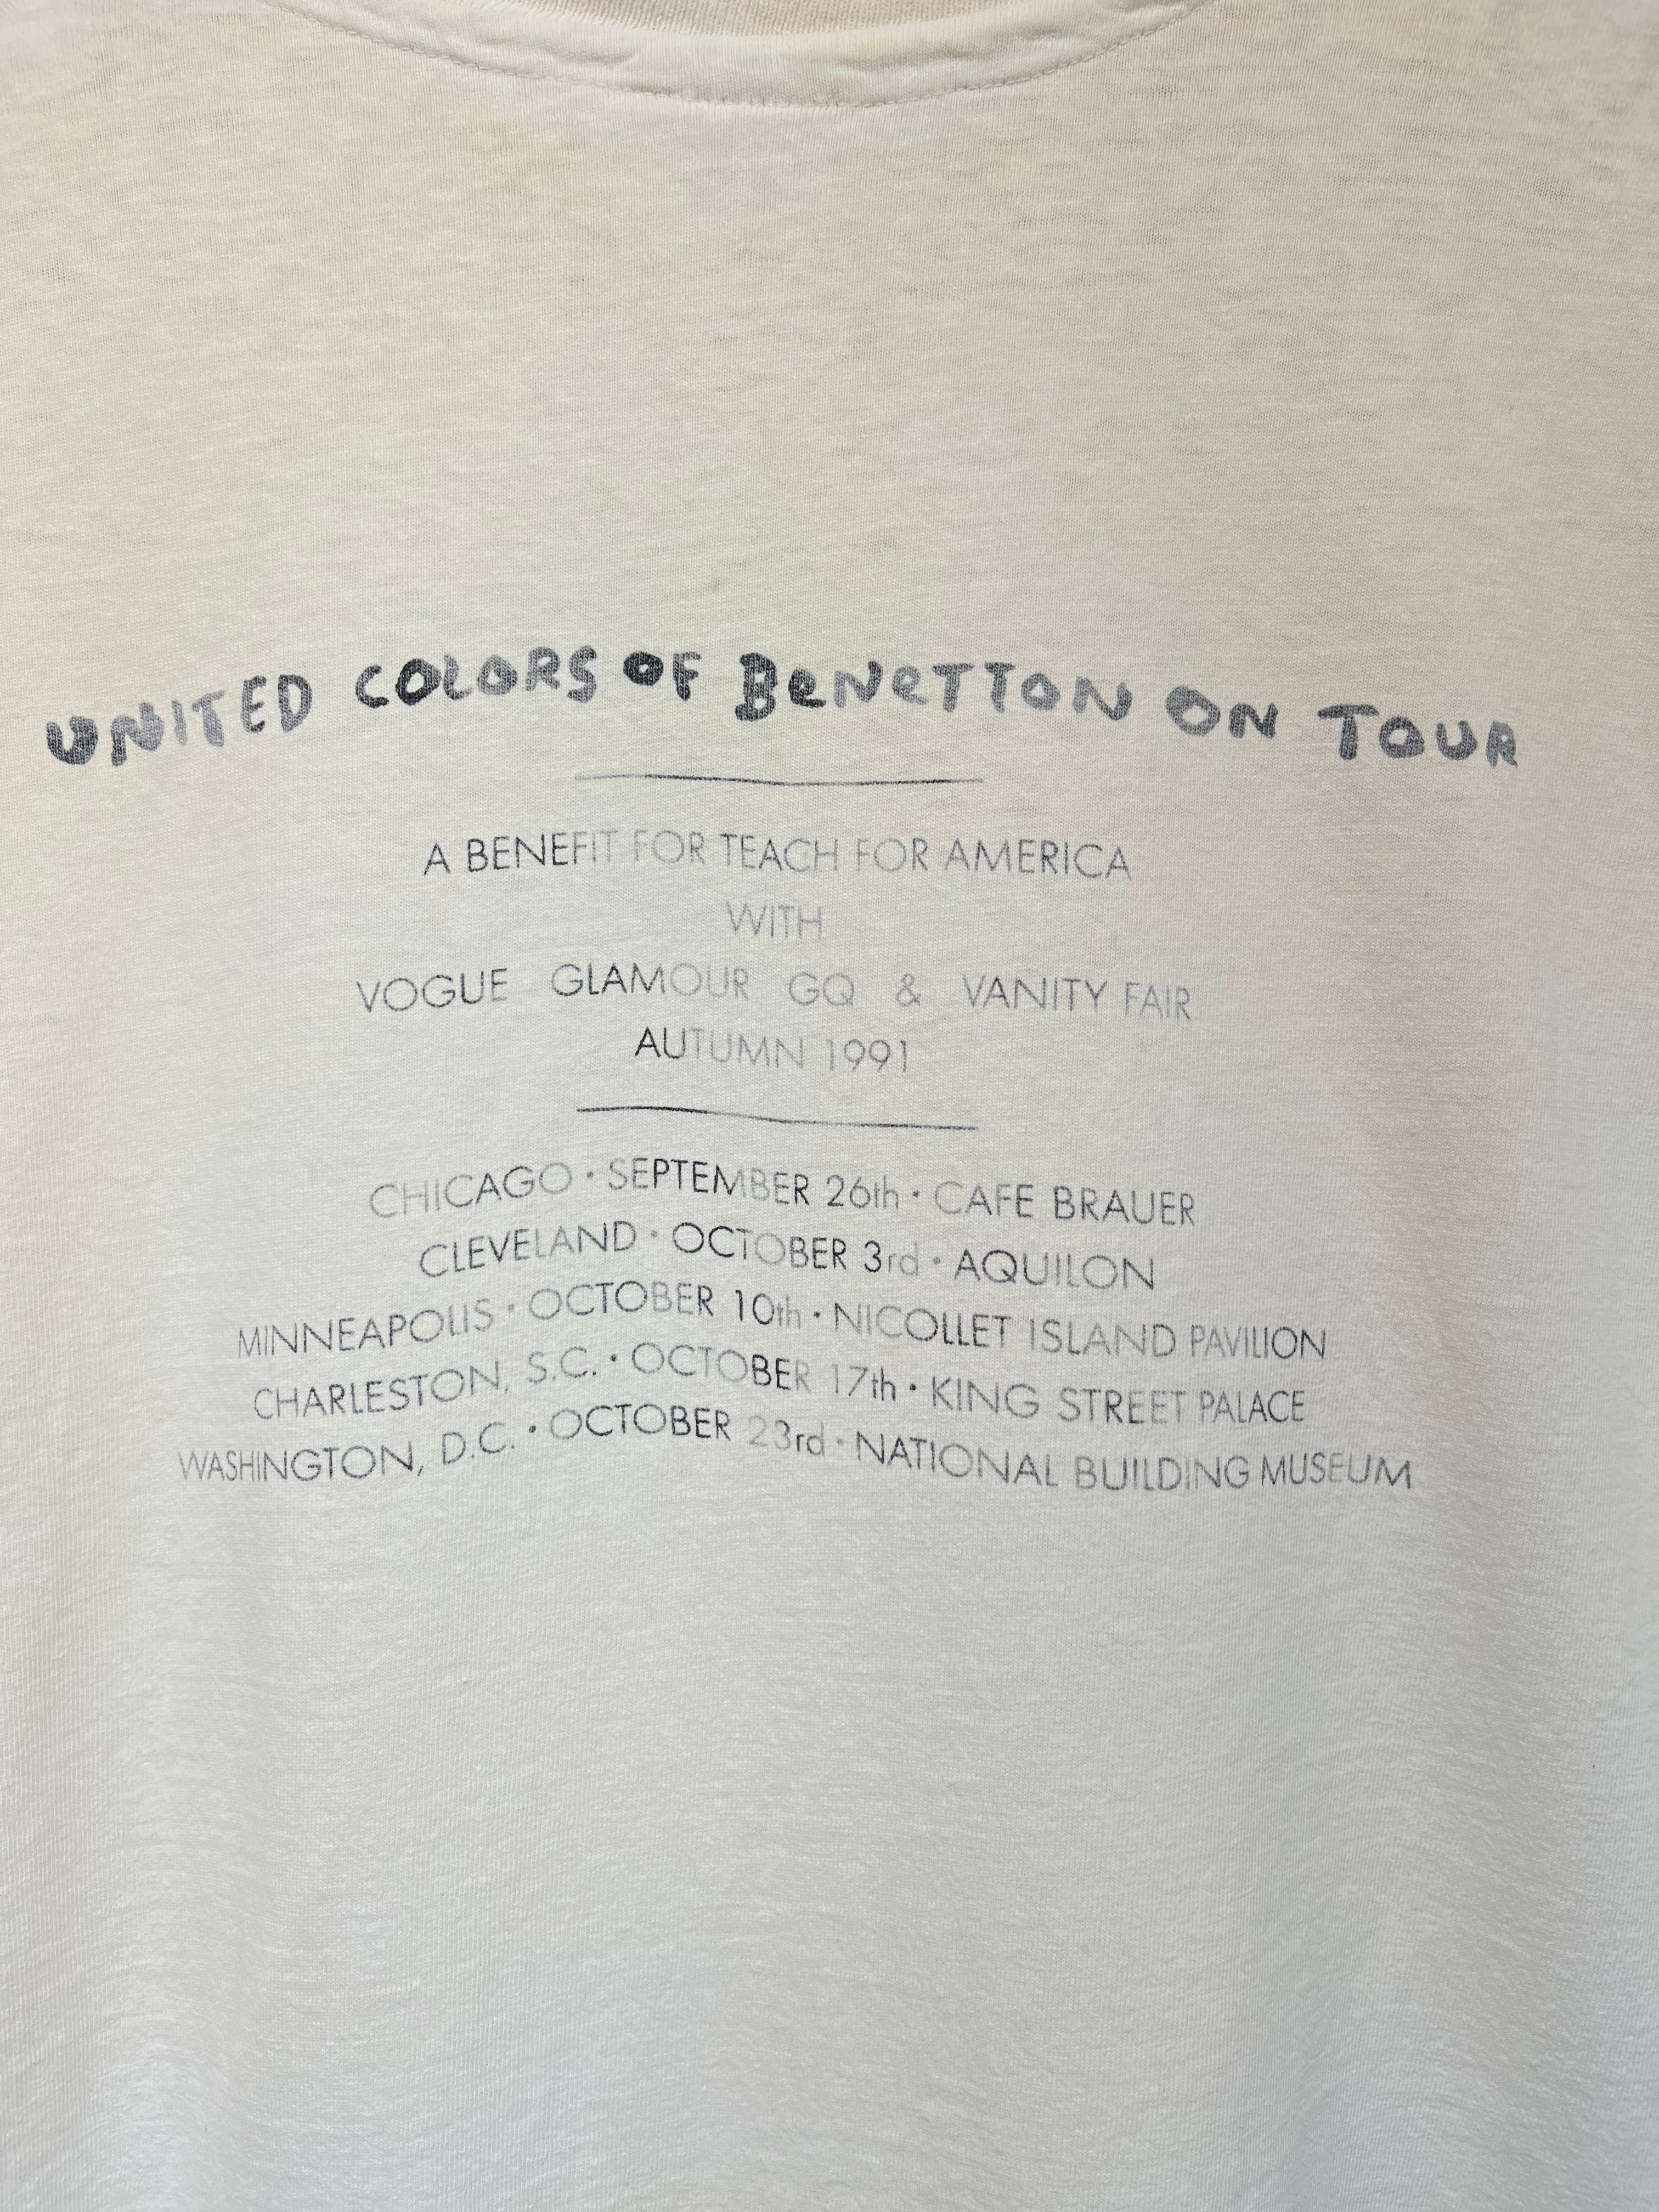 UNITED COLORS OF BeNeTTON ON TOUR
A BENEFIT FOR TEACH FOR AMERICA
WITH
VOGUE GLAMOUR GQ & VANITY FAIR
AUTUMN 1991
CHICAGO • SEPTEMBER 26th • CAFE BRAUER
CLEVELAND • OCTOBER 3rd • AQUILON
MINNEAPOLIS • OCTOBER 10th • NICOLLET ISLAND PAVILION
CHARLESTON, S.C. • OCTOBER 17th • KING STREET PALACE
WASHINGTON, D.C. • OCTOBER 23rd • NATIONAL BUILDING MUSEUM